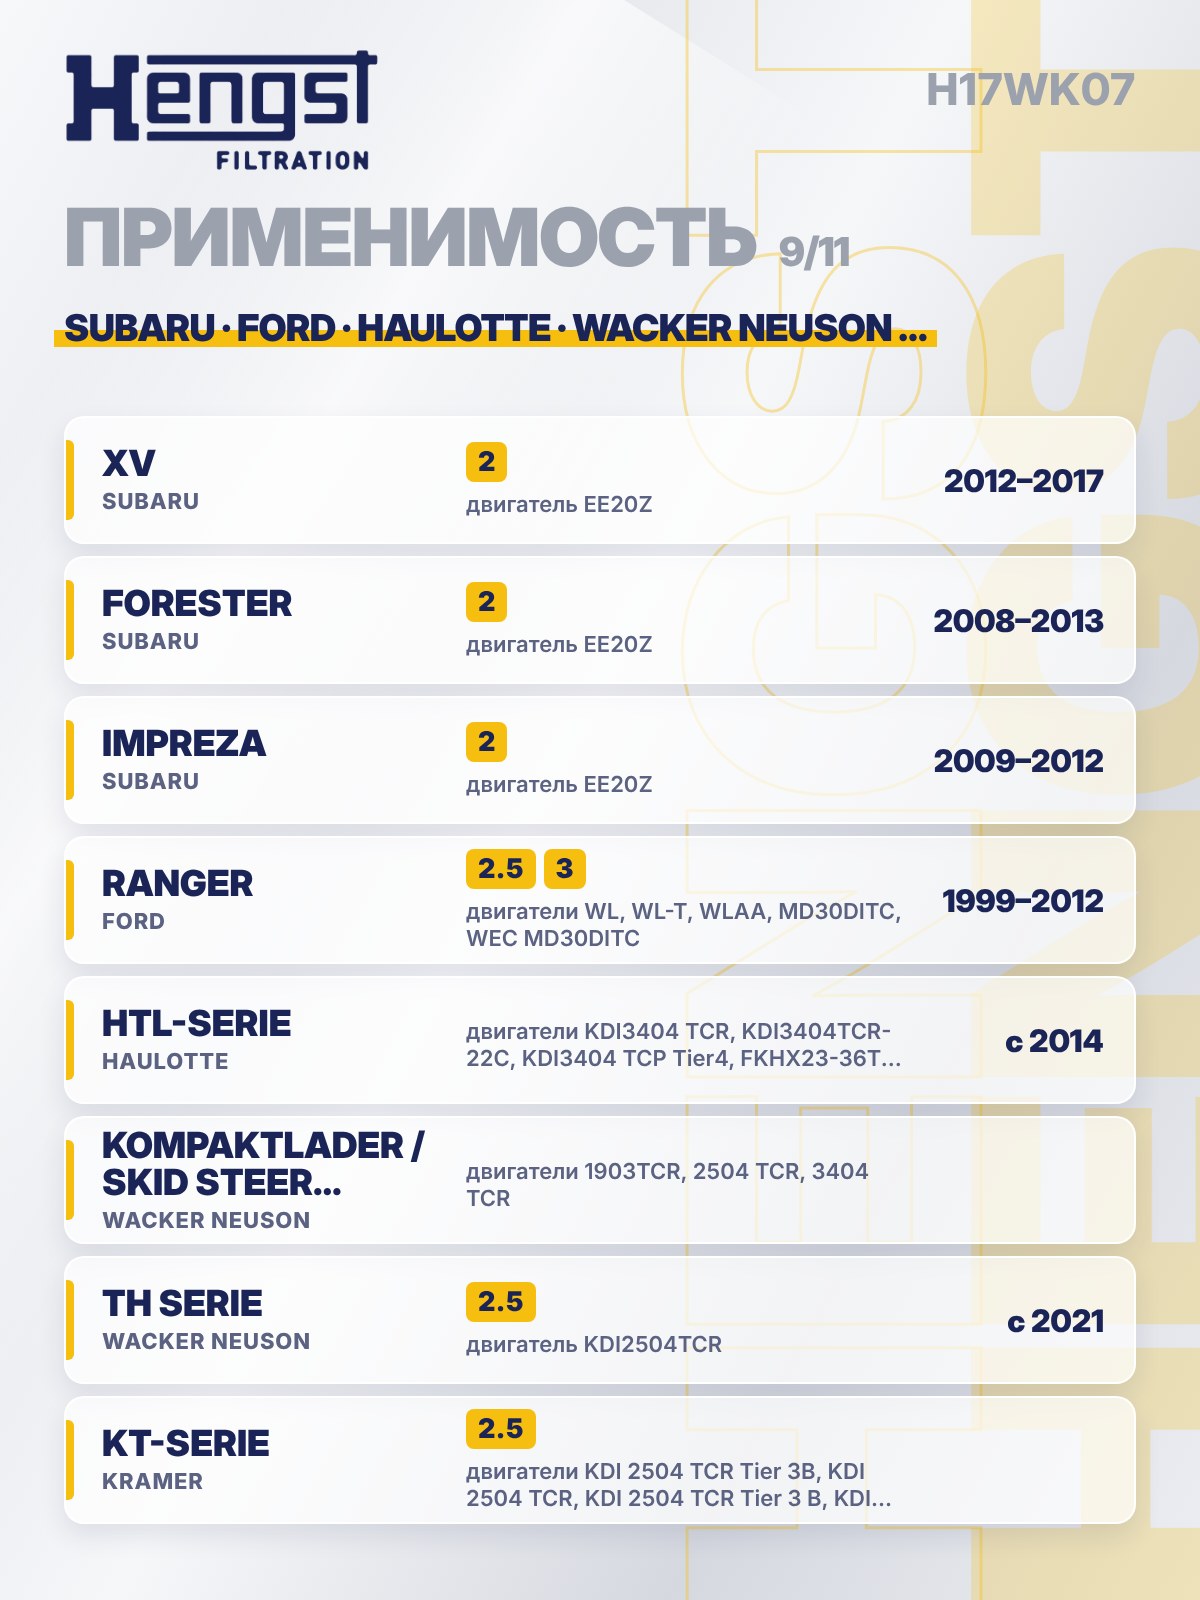 Hengst
FILTRATION
H17WK07
ПРИМЕНИМОСТЬ 9/11
SUBARU · FORD · HAULOTTE · WACKER NEUSON ...
XV
SUBARU
2
двигатель EE20Z
2012–2017
FORESTER
SUBARU
2
двигатель EE20Z
2008–2013
IMPREZA
SUBARU
2
двигатель EE20Z
2009–2012
RANGER
FORD
2.5 3
двигатели WL, WL-T, WLAA, MD30DITC,
WEC MD30DITC
1999–2012
HTL-SERIE
HAULOTTE
двигатели KDI3404 TCR, KDI3404TCR-
22C, KDI3404 TCP Tier4, FKHX23-36T...
с 2014
KOMPAKTLADER /
SKID STEER...
WACKER NEUSON
двигатели 1903TCR, 2504 TCR, 3404
TCR
TH SERIE
WACKER NEUSON
2.5
двигатель KDI2504TCR
с 2021
KT-SERIE
KRAMER
2.5
двигатели KDI 2504 TCR Tier 3B, KDI
2504 TCR, KDI 2504 TCR Tier 3 B, KDI...
HENGST
HENGST